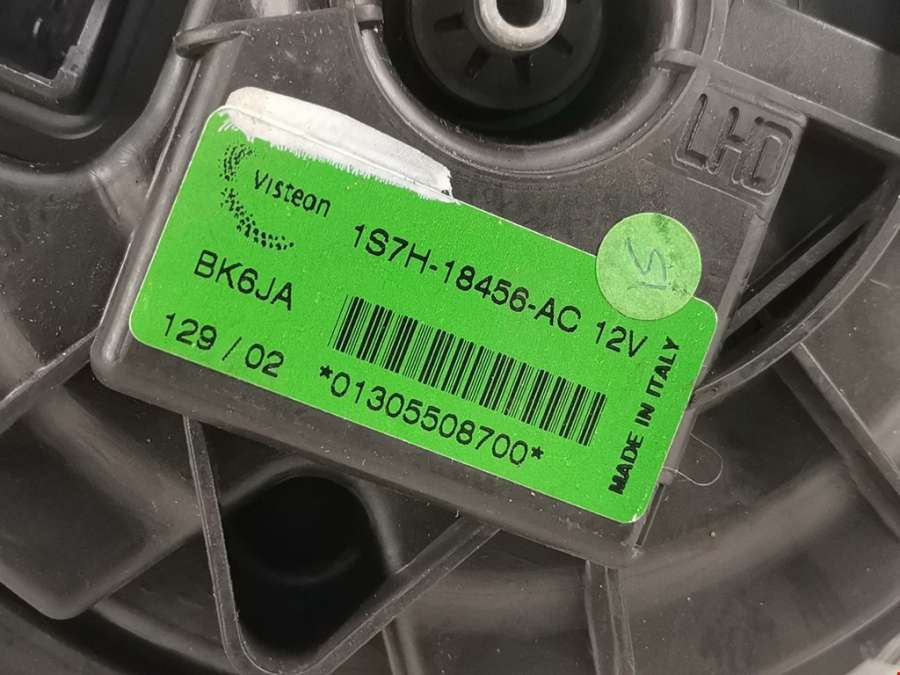 LHD
Visteon
1S7H-18456-AC 12V
BK6JA
129 / 02
*01305508700*
MADE IN ITALY